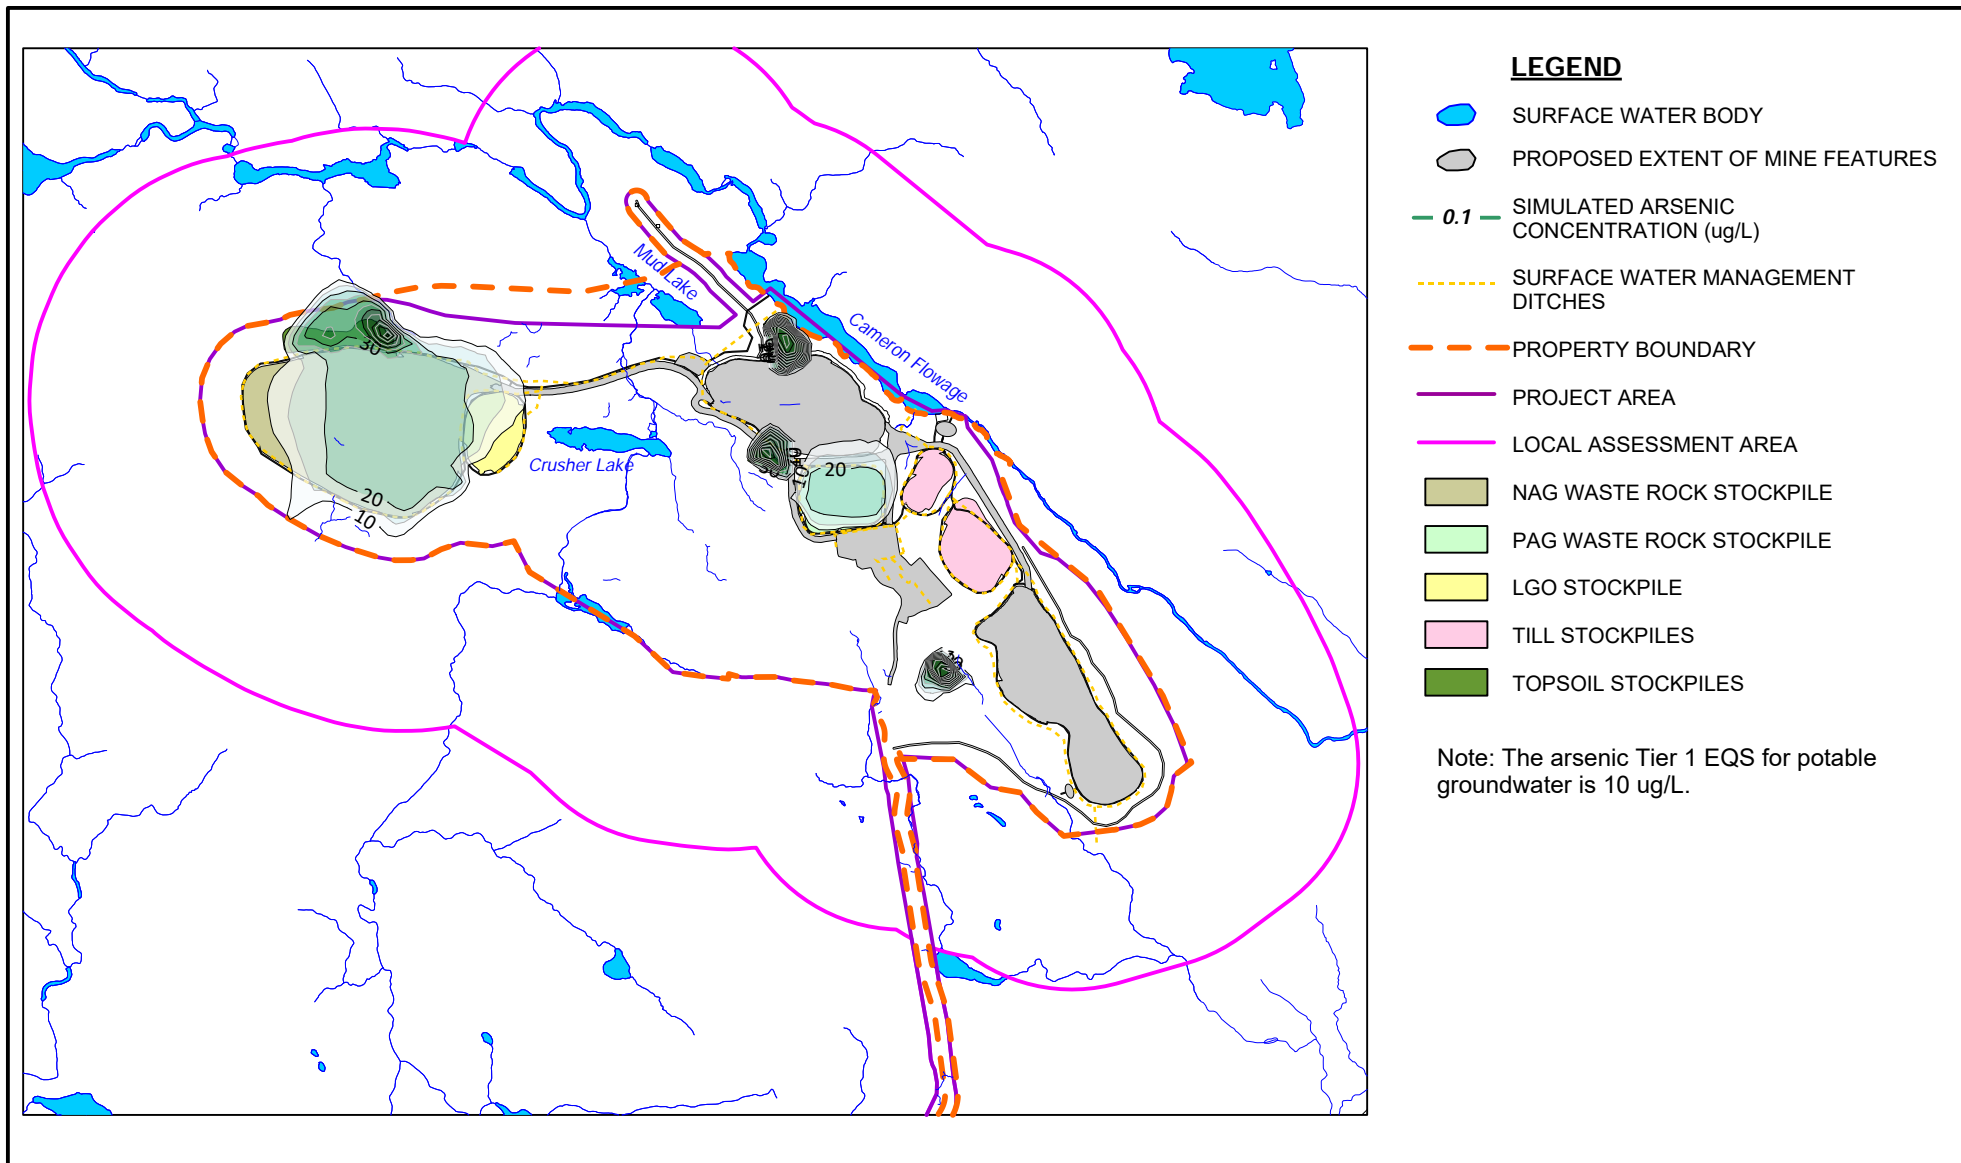 LEGEND
SURFACE WATER BODY
PROPOSED EXTENT OF MINE FEATURES
0.1
SIMULATED ARSENIC
CONCENTRATION (ug/L)
SURFACE WATER MANAGEMENT
DITCHES
PROPERTY BOUNDARY
PROJECT AREA
LOCAL ASSESSMENT AREA
NAG WASTE ROCK STOCKPILE
PAG WASTE ROCK STOCKPILE
LGO STOCKPILE
TILL STOCKPILES
TOPSOIL STOCKPILES
Note: The arsenic Tier 1 EQS for potable
groundwater is 10 ug/L.
Mud Lake
Cameron Flowage
Crusher Lake
30
20
10
20
10